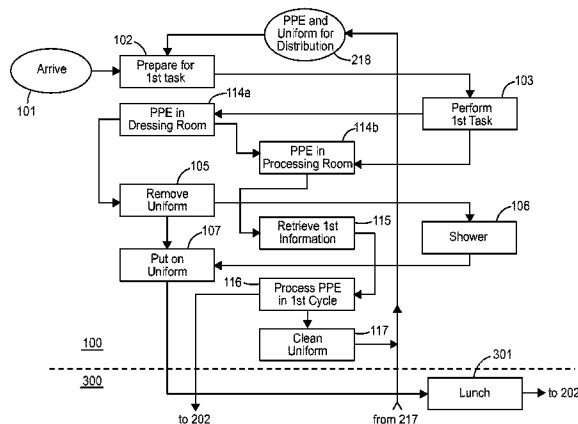 PPE and
Uniform for
Distribution
218
102
Prepare for
1st task
Arrive
101
103
Perform
1st Task
114a
PPE in
Dressing Room
114b
PPE in
Processing Room
105
Remove
Uniform
115
Retrieve 1st
Information
106
Shower
107
Put on
Uniform
116
Process PPE
in 1st Cycle
117
Clean
Uniform
100
300
301
Lunch
to 202
to 202
from 217